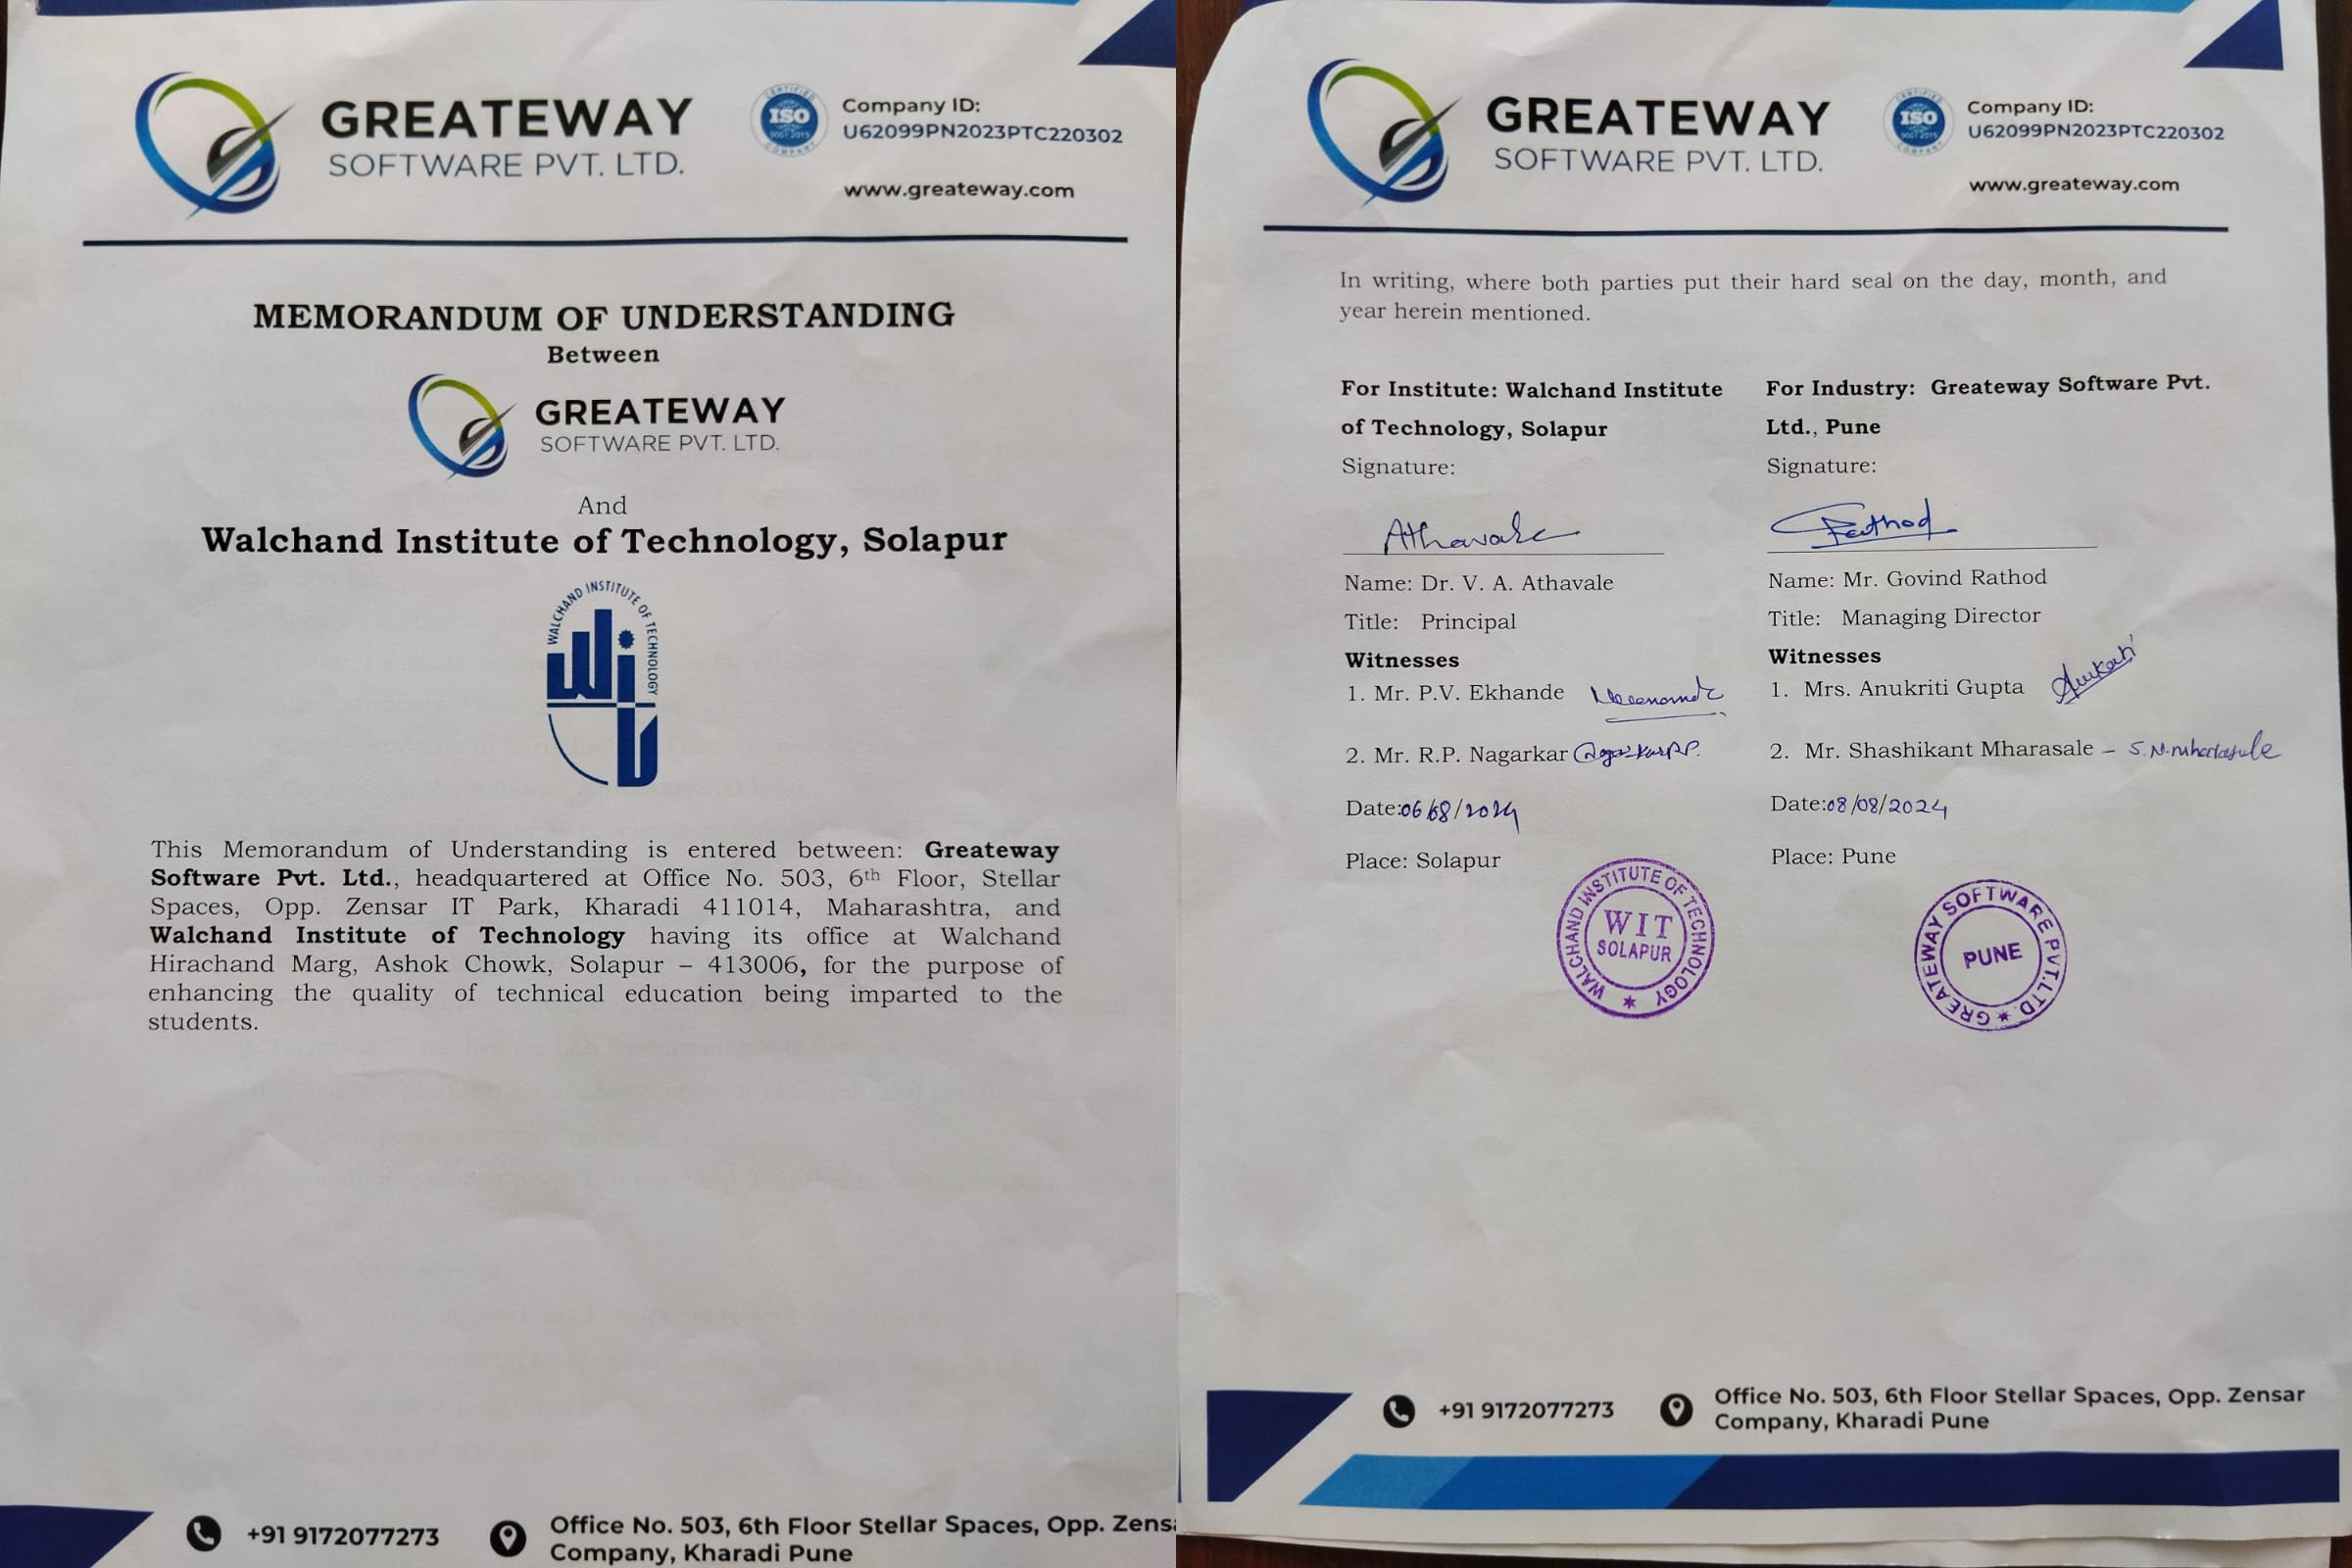 GREATEWAY
SOFTWARE PVT. LTD.
CERTIFIED
ISO
9001:2015
COMPANY
Company ID:
U62099PN2023PTC220302
www.greateway.com
MEMORANDUM OF UNDERSTANDING
Between
GREATEWAY
SOFTWARE PVT. LTD.
And
Walchand Institute of Technology, Solapur
WALCHAND INSTITUTE OF TECHNOLOGY
This Memorandum of Understanding is entered between: Greateway
Software Pvt. Ltd., headquartered at Office No. 503, 6th Floor, Stellar
Spaces, Opp. Zensar IT Park, Kharadi 411014, Maharashtra, and
Walchand Institute of Technology having its office at Walchand
Hirachand Marg, Ashok Chowk, Solapur – 413006, for the purpose of
enhancing the quality of technical education being imparted to the
students.
+91 9172077273
Office No. 503, 6th Floor Stellar Spaces, Opp. Zensa
Company, Kharadi Pune
GREATEWAY
SOFTWARE PVT. LTD.
CERTIFIED
ISO
9001:2015
COMPANY
Company ID:
U62099PN2023PTC220302
www.greateway.com
In writing, where both parties put their hard seal on the day, month, and
year herein mentioned.
For Institute: Walchand Institute
of Technology, Solapur
Signature:
Athavale
Name: Dr. V. A. Athavale
Title: Principal
Witnesses
1. Mr. P.V. Ekhande
2. Mr. R.P. Nagarkar NagarkarRP.
Date:06/08/2024
Place: Solapur
WALCHAND INSTITUTE OF TECHNOLOGY
WIT
SOLAPUR
For Industry: Greateway Software Pvt.
Ltd., Pune
Signature:
Rathod
Name: Mr. Govind Rathod
Title: Managing Director
Witnesses
1. Mrs. Anukriti Gupta Anukriti
2. Mr. Shashikant Mharasale – S.N.Mharasale
Date:08/08/2024
Place: Pune
GREATEWAY SOFTWARE PVT.LTD.
PUNE
+91 9172077273
Office No. 503, 6th Floor Stellar Spaces, Opp. Zensar
Company, Kharadi Pune